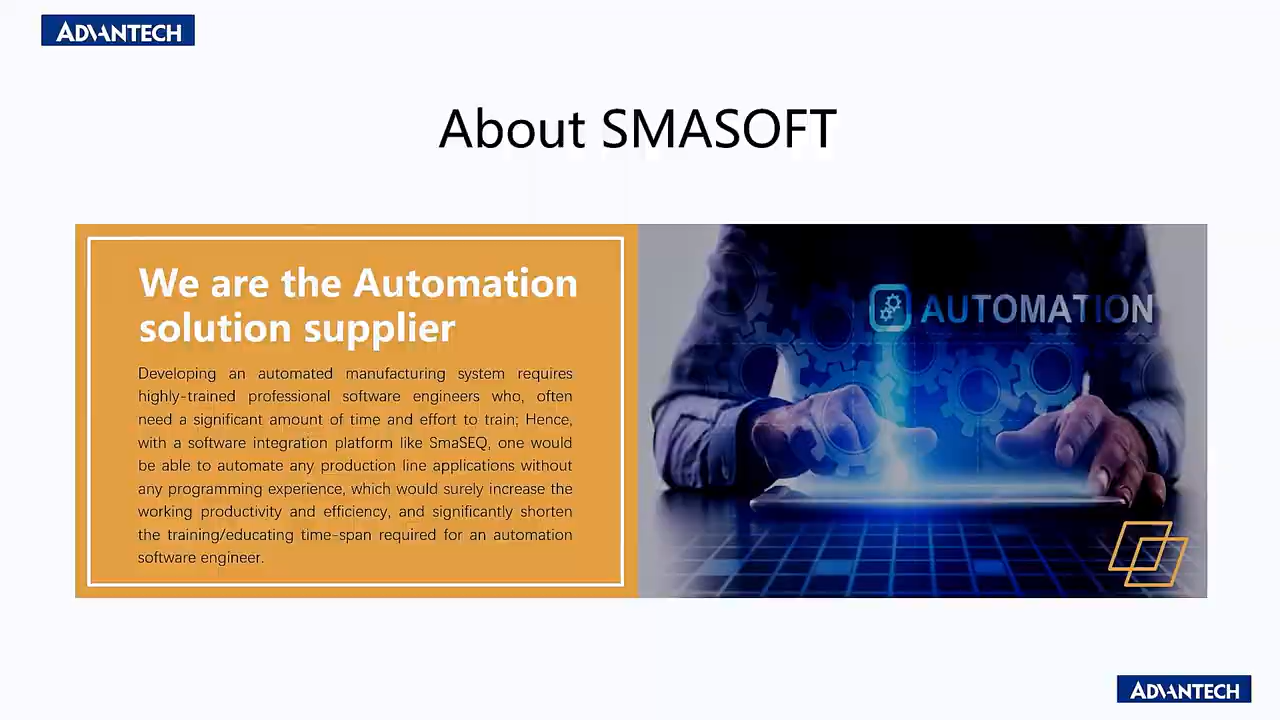 ADVANTECH
About SMASOFT
We are the Automation
solution supplier
Developing an automated manufacturing system requires
highly-trained professional software engineers who, often
need a significant amount of time and effort to train; Hence,
with a software integration platform like SmaSEQ, one would
be able to automate any production line applications without
any programming experience, which would surely increase the
working productivity and efficiency, and significantly shorten
the training/educating time-span required for an automation
software engineer.
AUTOMATION
ADVANTECH